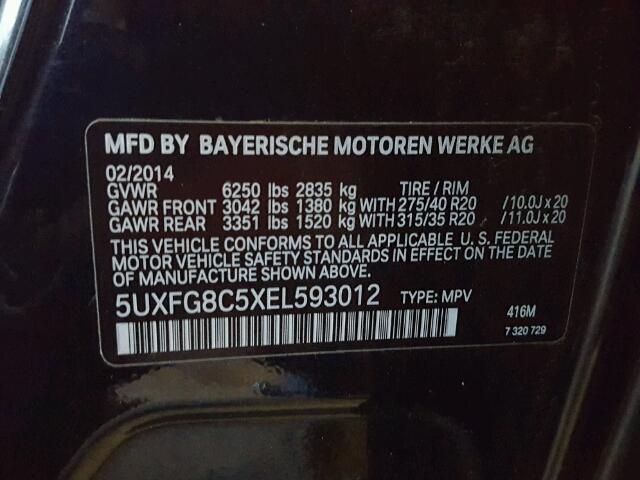 MFD BY BAYERISCHE MOTOREN WERKE AG
02/2014
GVWR 6250 lbs 2835 kg TIRE / RIM
GAWR FRONT 3042 lbs 1380 kg WITH 275/40 R20 /10.0J x 20
GAWR REAR 3351 lbs 1520 kg WITH 315/35 R20 /11.0J x 20
THIS VEHICLE CONFORMS TO ALL APPLICABLE U. S. FEDERAL
MOTOR VEHICLE SAFETY STANDARDS IN EFFECT ON THE DATE
OF MANUFACTURE SHOWN ABOVE.
5UXFG8C5XEL593012 TYPE: MPV
416M
7 320 729